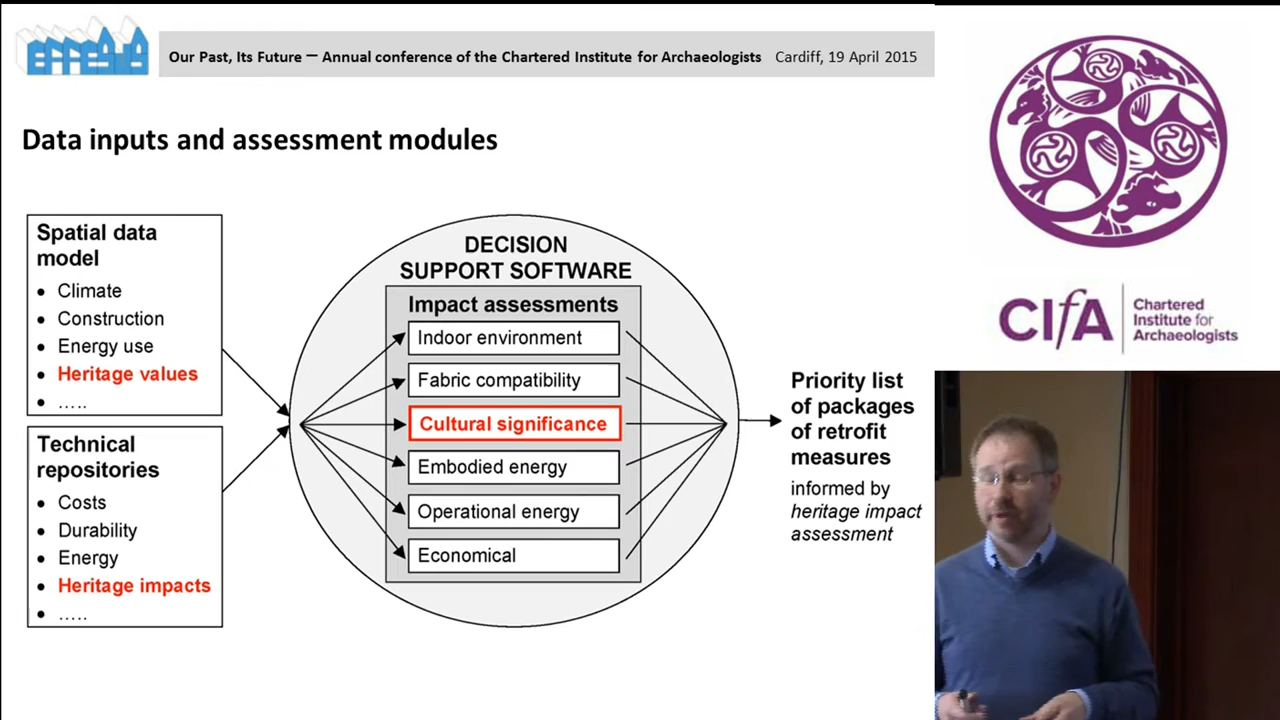 EFFESUS
Our Past, Its Future — Annual conference of the Chartered Institute for Archaeologists Cardiff, 19 April 2015
Data inputs and assessment modules
Spatial data
model
• Climate
• Construction
• Energy use
• Heritage values
• .....
Technical
repositories
• Costs
• Durability
• Energy
• Heritage impacts
• .....
DECISION
SUPPORT SOFTWARE
Impact assessments
Indoor environment
Fabric compatibility
Cultural significance
Embodied energy
Operational energy
Economical
Priority list
of packages
of retrofit
measures
informed by
heritage impact
assessment
CIfA
Chartered
Institute for
Archaeologists